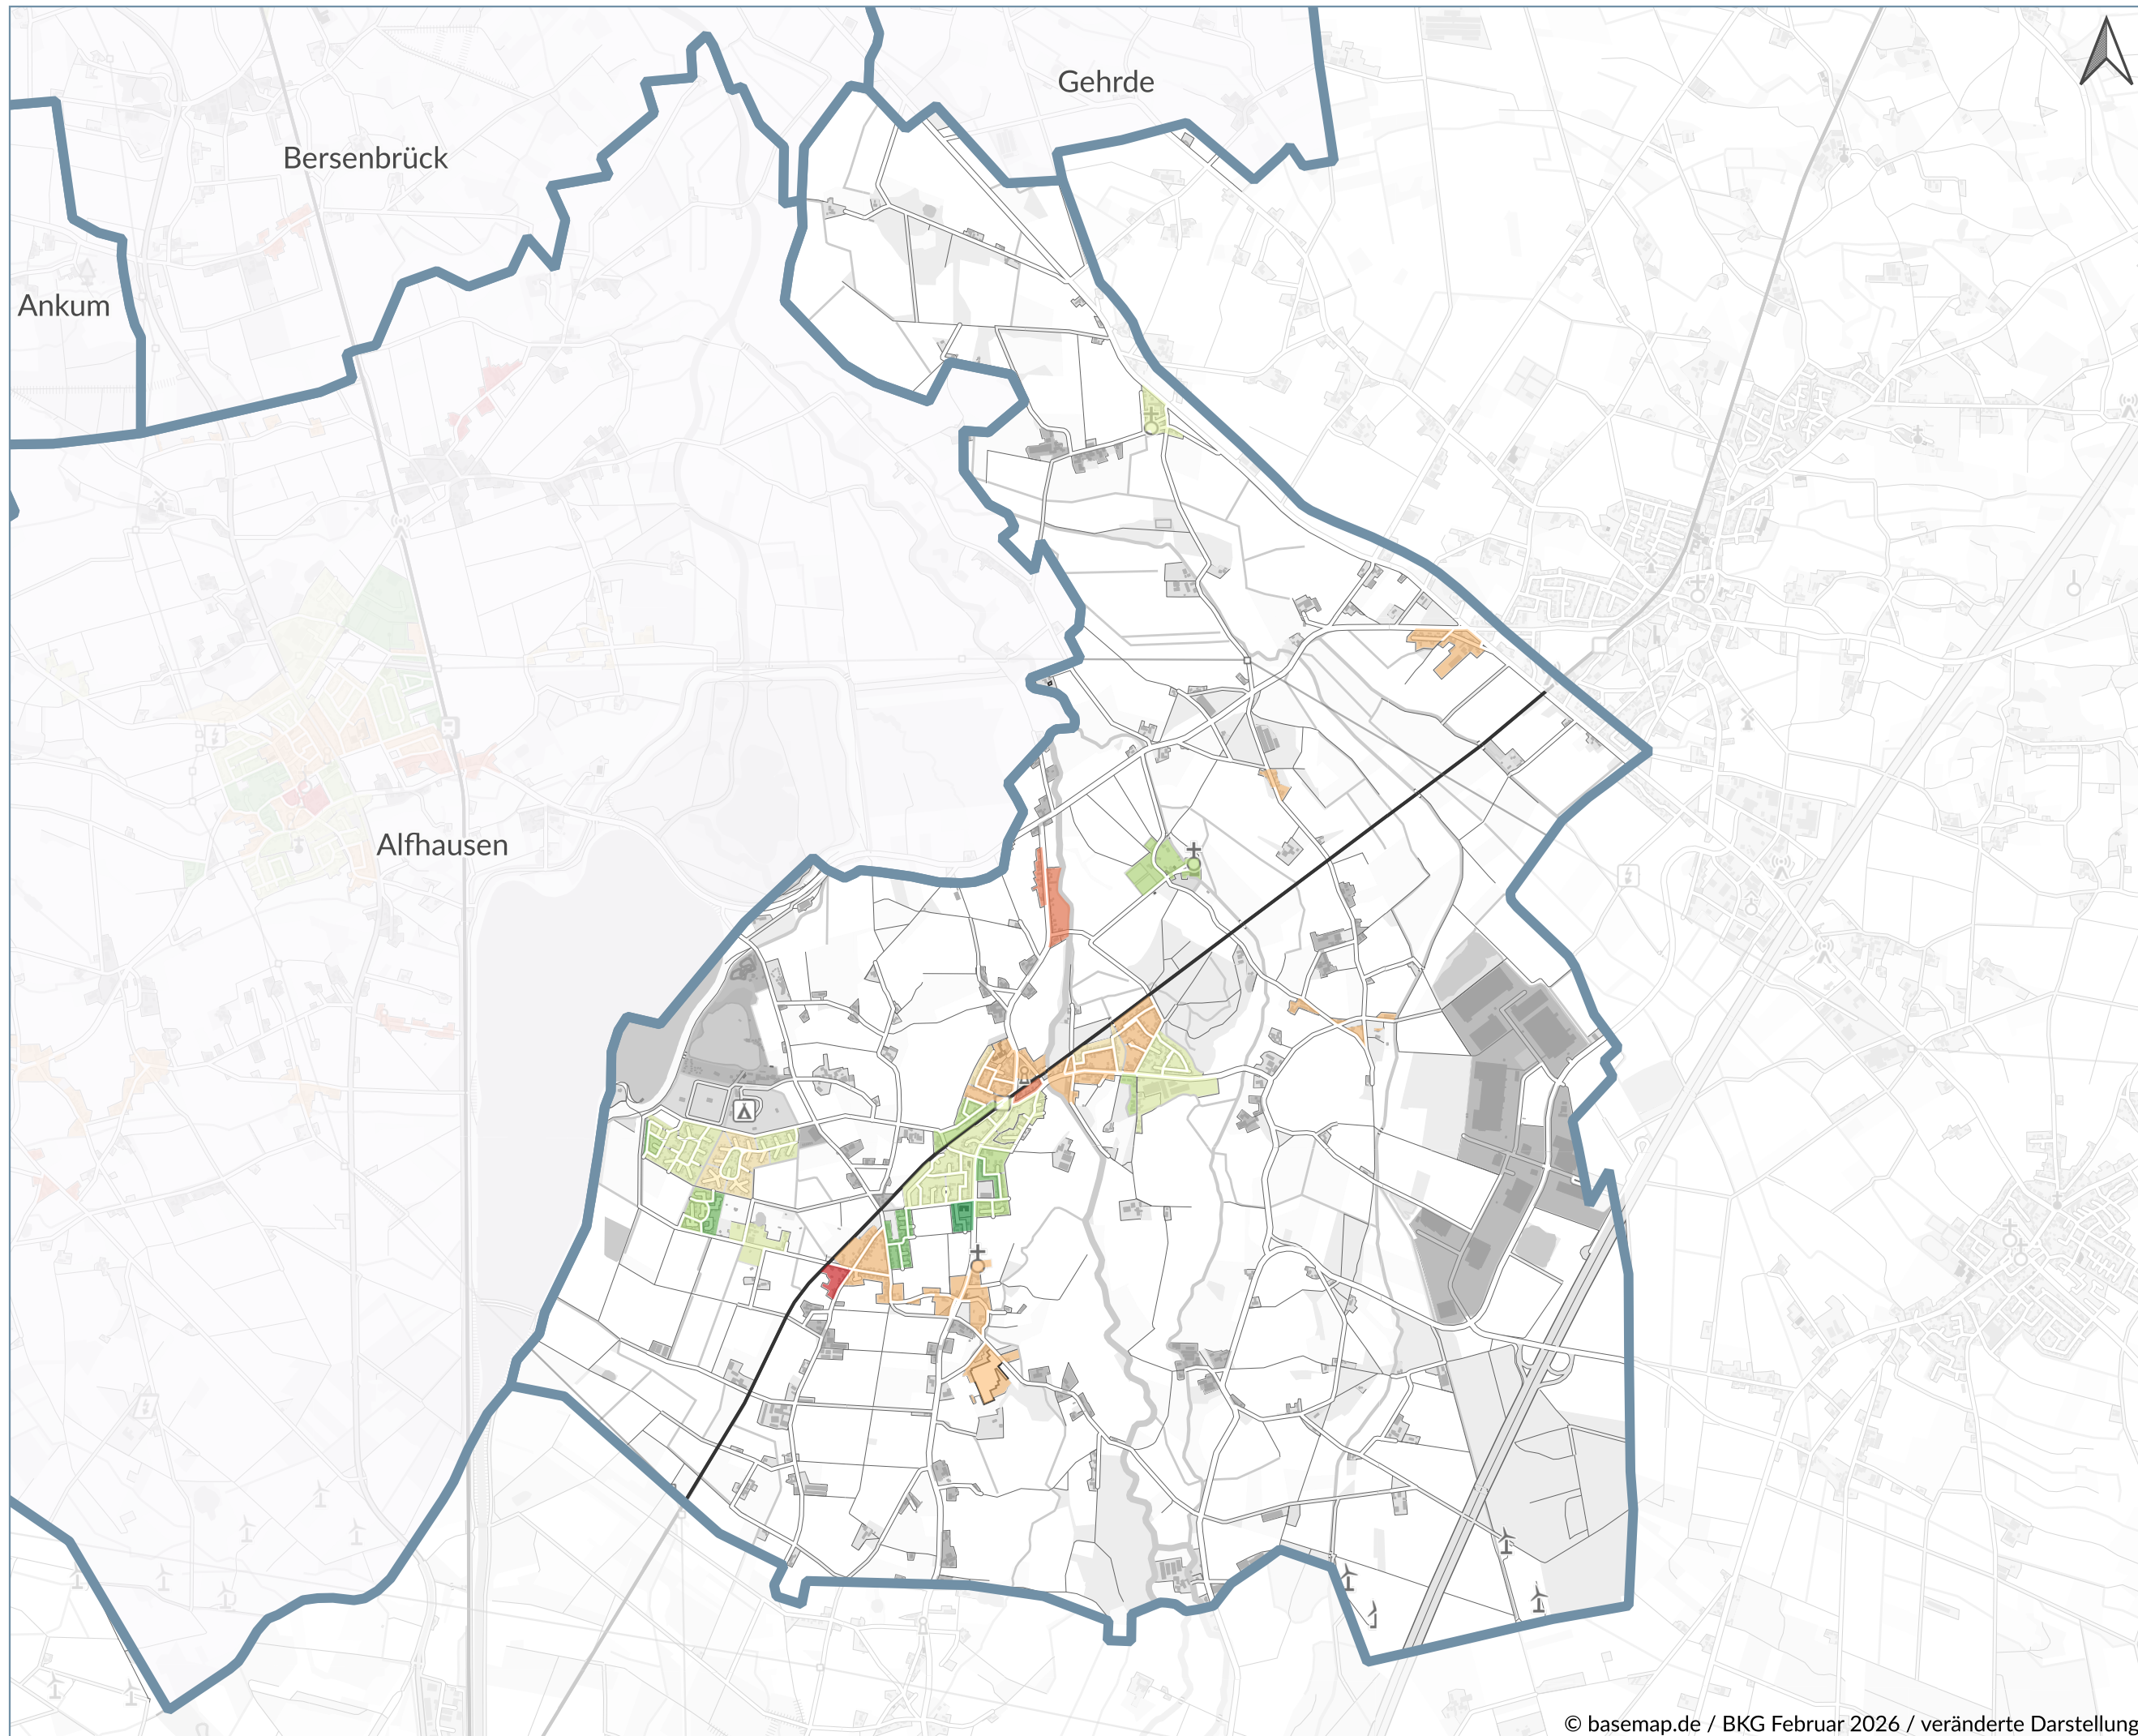 Gehrde
Bersenbrück
Ankum
Alfhausen
© basemap.de / BKG Februar 2026 / veränderte Darstellung